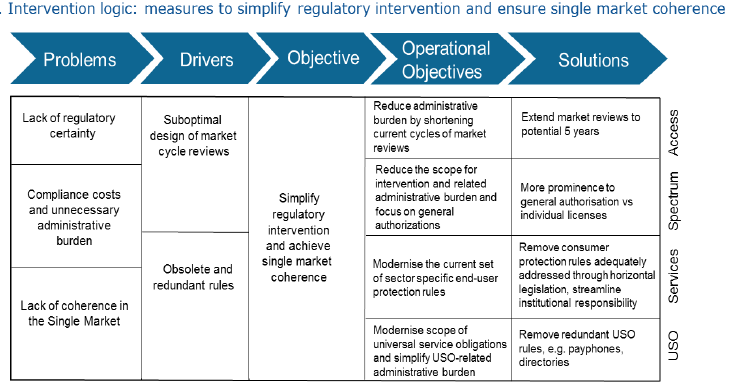 . Intervention logic: measures to simplify regulatory intervention and ensure single market coherence
Problems
Drivers
Objective
Operational
Objectives
Solutions
Lack of regulatory
certainty
Compliance costs
and unnecessary
administrative
burden
Lack of coherence in
the Single Market
Suboptimal
design of market
cycle reviews
Obsolete and
redundant rules
Simplify
regulatory
intervention
and achieve
single market
coherence
Reduce administrative
burden by shortening
current cycles of market
reviews
Extend market reviews to
potential 5 years
Access
Reduce the scope for
intervention and related
administrative burden and
focus on general
authorizations
More prominence to
general authorisation vs
individual licenses
Spectrum
Modernise the current set
of sector specific end-user
protection rules
Remove consumer
protection rules adequately
addressed through horizontal
legislation, streamline
institutional responsibility
Services
Modernise scope of
universal service obligations
and simplify USO-related
administrative burden
Remove redundant USO
rules, e.g. payphones,
directories
USO